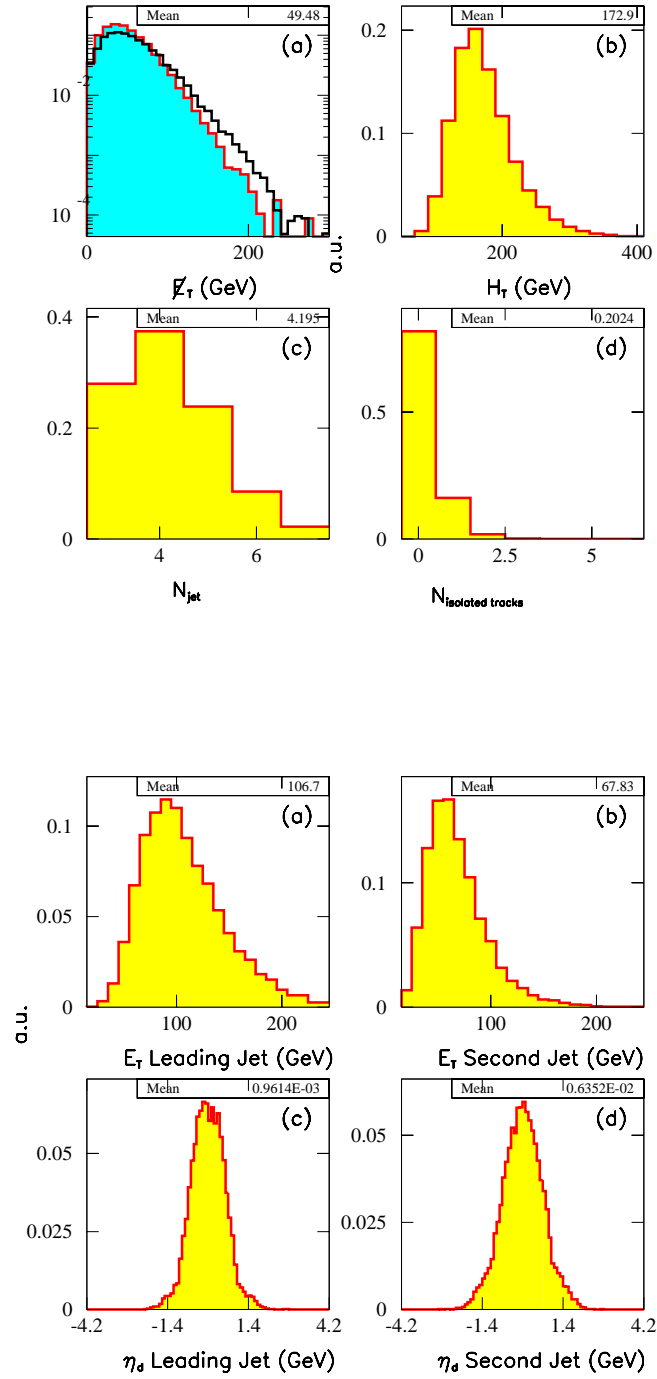 Mean 49.48
(a)
10 -2
10 -4
0 200
E̸T (GeV)
Mean 172.9
(b)
0.2
0.1
0
200 400
HT (GeV)
a.u.
Mean 4.195
(c)
0.4
0.2
0
4 6
Njet
Mean 0.2024
(d)
0.5
0
0 2.5 5
Nisolated tracks
Mean 106.7
(a)
0.1
0.05
0
100 200
ET Leading Jet (GeV)
Mean 67.83
(b)
0.1
0
100 200
ET Second Jet (GeV)
a.u.
Mean 0.9614E-03
(c)
0.05
0.025
0
-4.2 -1.4 1.4 4.2
ηd Leading Jet (GeV)
Mean 0.6352E-02
(d)
0.05
0.025
0
-4.2 -1.4 1.4 4.2
ηd Second Jet (GeV)